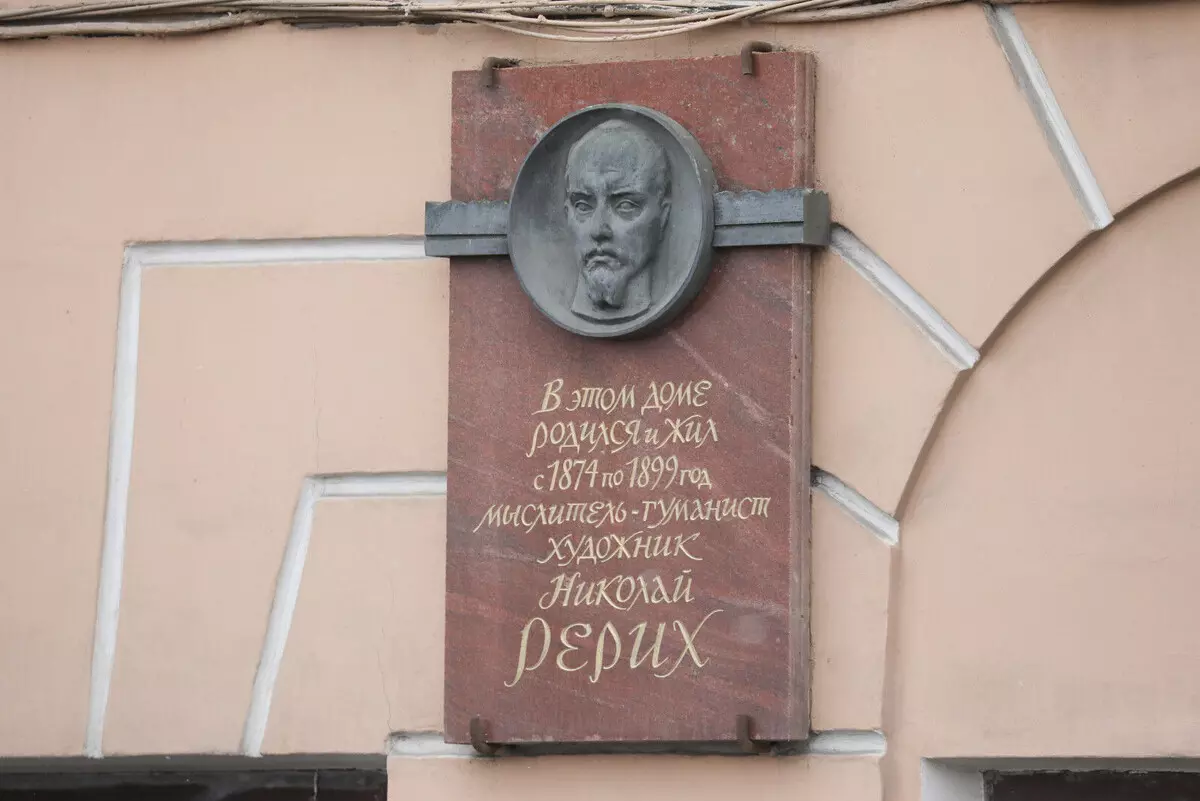 В этом доме
родился и жил
с 1874 по 1899 год
мыслитель-гуманист
художник
Николай
Рерих